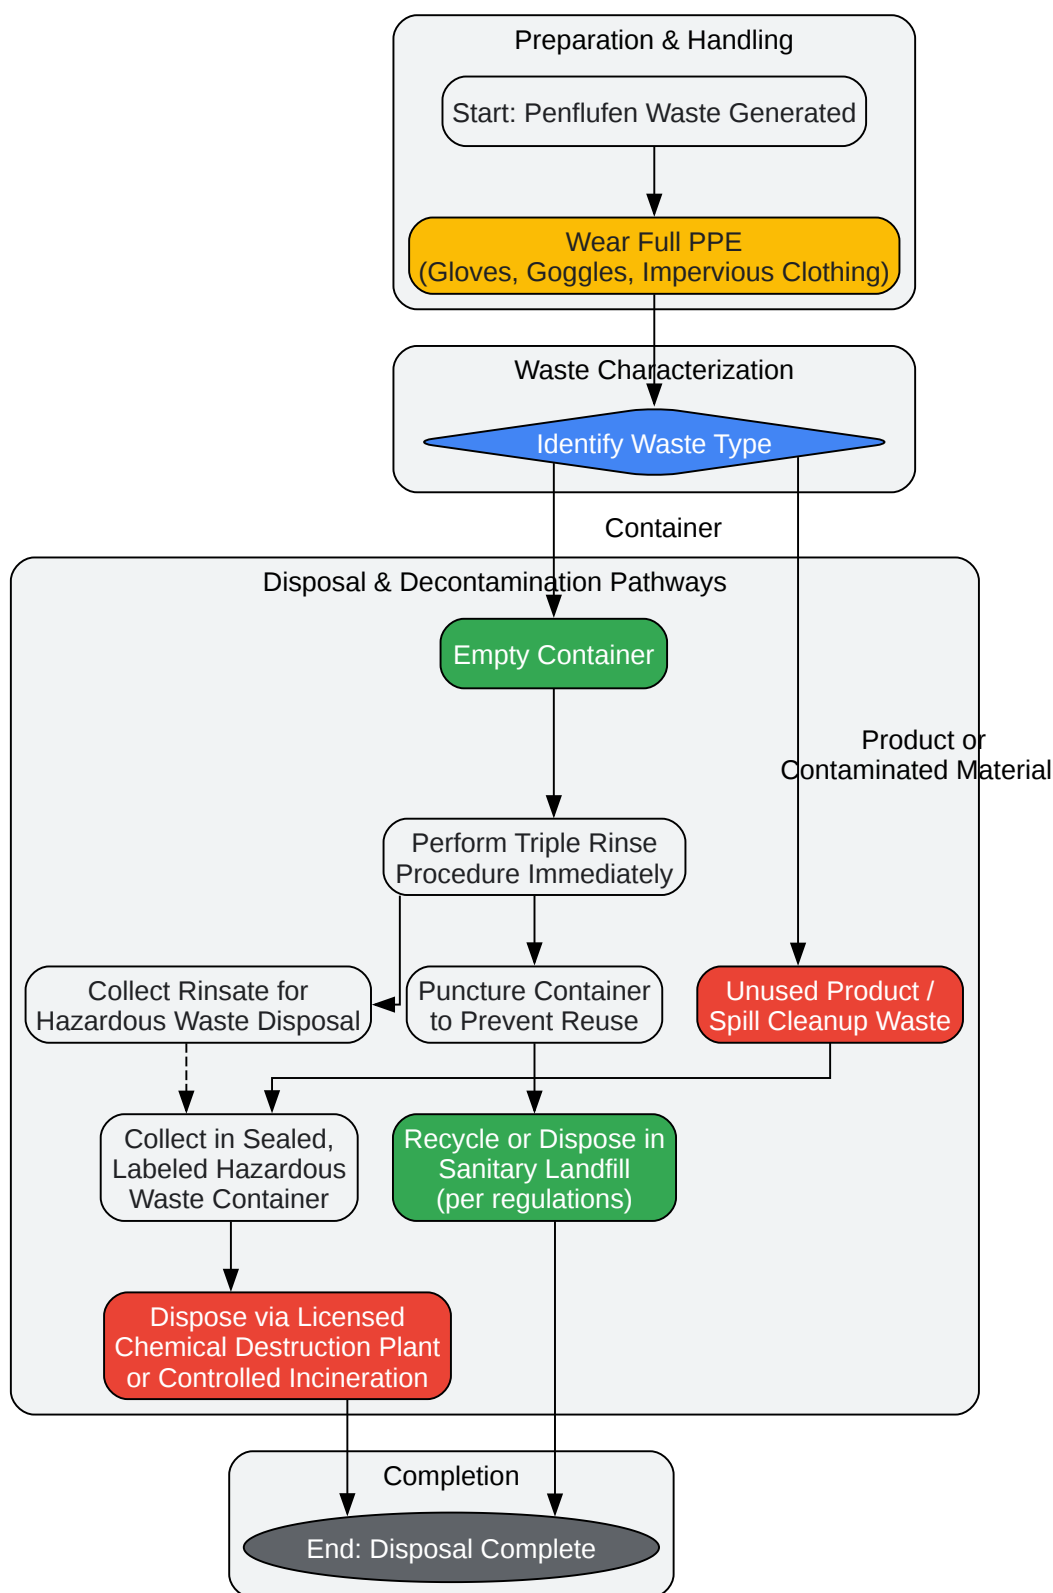 Preparation & Handling
Start: Penflufen Waste Generated
Wear Full PPE
(Gloves, Goggles, Impervious Clothing)
Waste Characterization
Identify Waste Type
Container
Disposal & Decontamination Pathways
Empty Container
Product or
Contaminated Material
Perform Triple Rinse
Procedure Immediately
Collect Rinsate for
Hazardous Waste Disposal
Puncture Container
to Prevent Reuse
Unused Product /
Spill Cleanup Waste
Collect in Sealed,
Labeled Hazardous
Waste Container
Recycle or Dispose in
Sanitary Landfill
(per regulations)
Dispose via Licensed
Chemical Destruction Plant
or Controlled Incineration
Completion
End: Disposal Complete